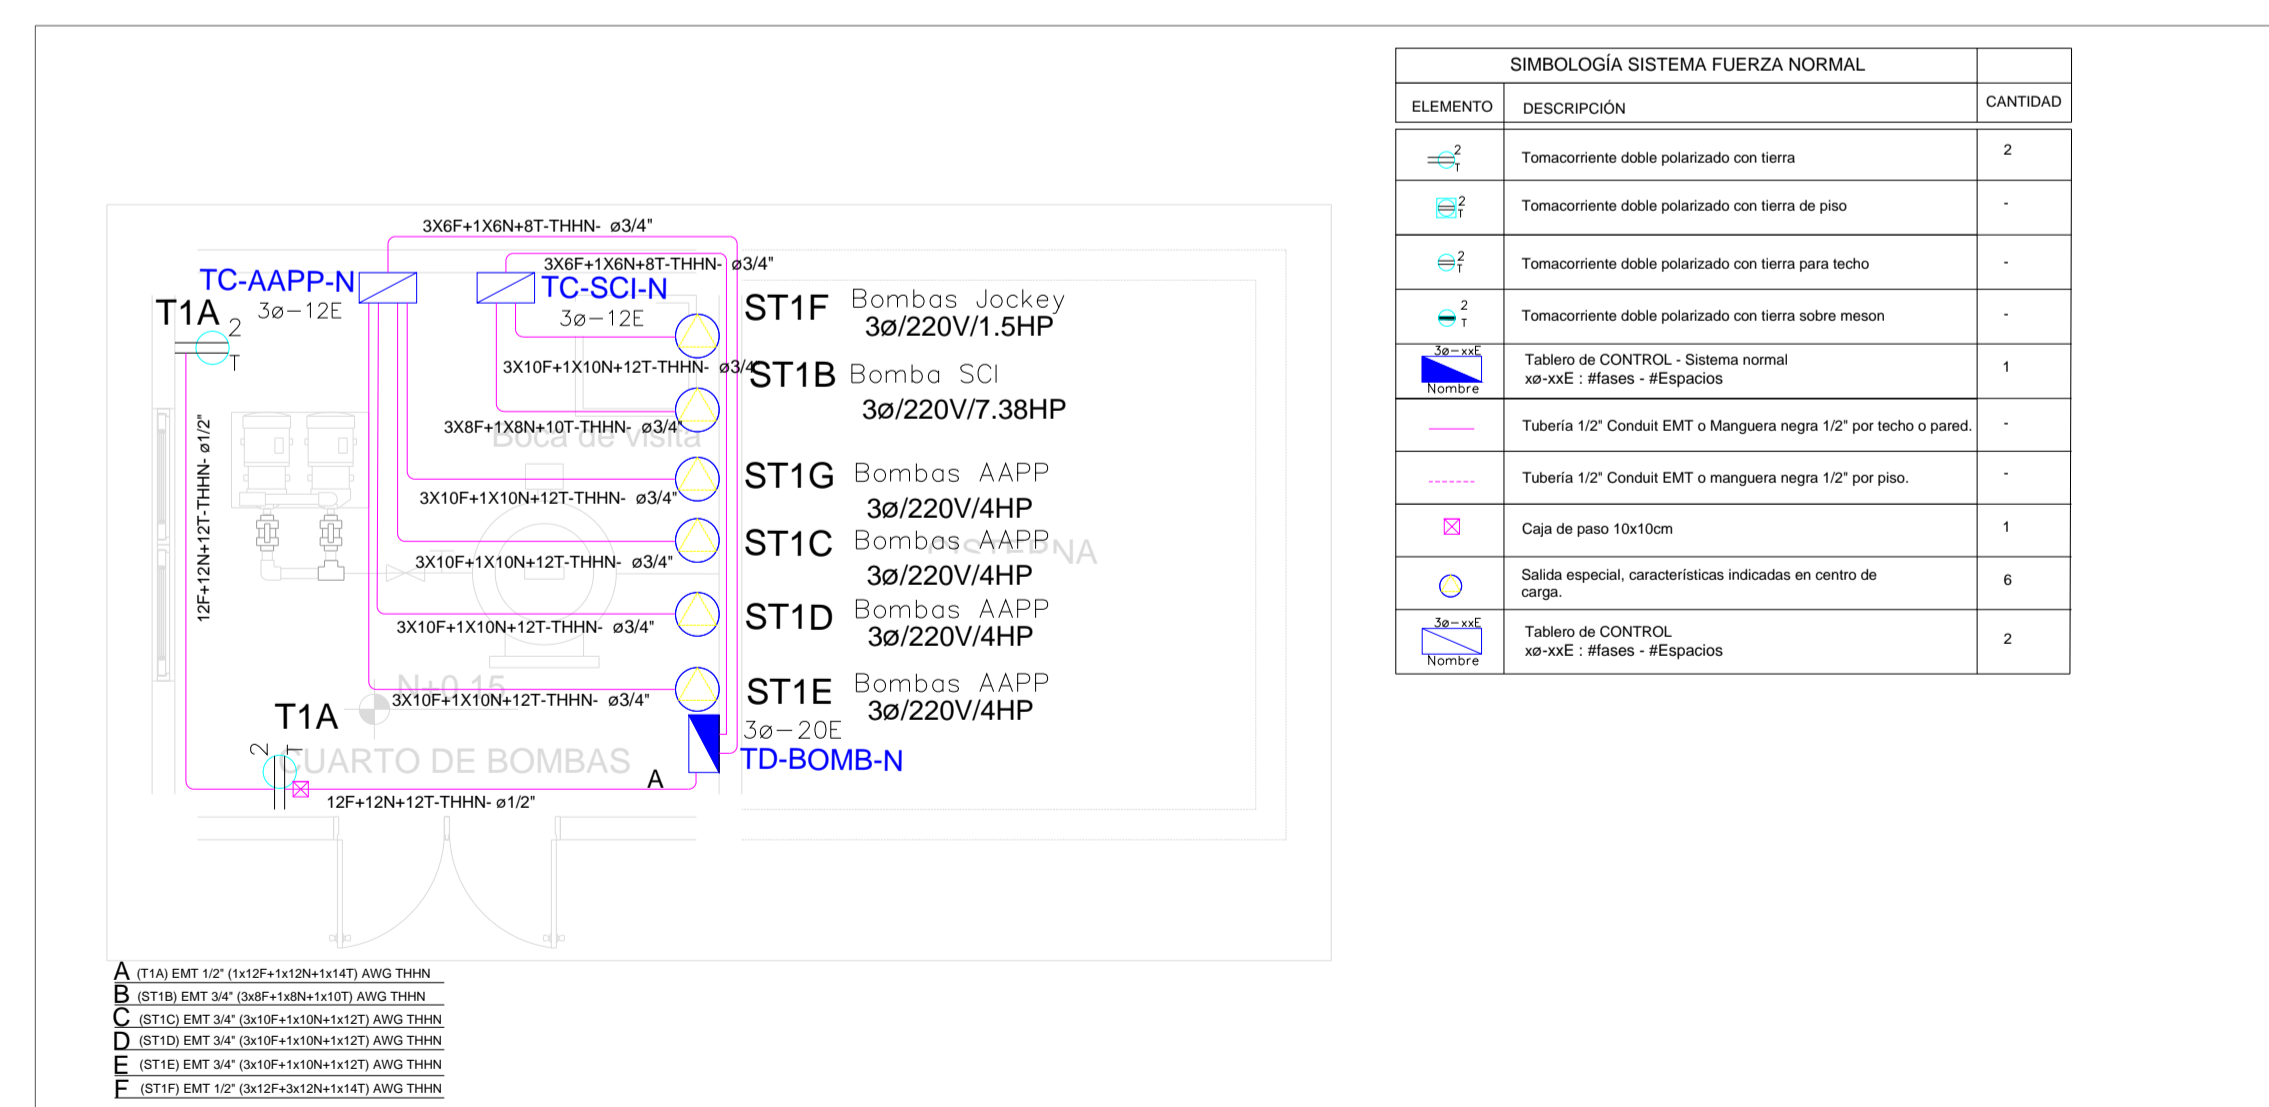 3X6F+1X6N+8T-THHN- ø3/4"
3X6F+1X6N+8T-THHN- ø3/4"
TC-AAPP-N
3ø-12E
TC-SCI-N
3ø-12E
T1A
2
T
ST1F Bombas Jockey
3ø/220V/1.5HP
3X10F+1X10N+12T-THHN- ø3/4"
ST1B Bomba SCI
3ø/220V/7.38HP
3X8F+1X8N+10T-THHN- ø3/4"
Boca de visita
12F+12N+12T-THHN- ø1/2"
ST1G Bombas AAPP
3ø/220V/4HP
3X10F+1X10N+12T-THHN- ø3/4"
ST1C Bombas AAPP
CISTERNA
3ø/220V/4HP
3X10F+1X10N+12T-THHN- ø3/4"
ST1D Bombas AAPP
3ø/220V/4HP
3X10F+1X10N+12T-THHN- ø3/4"
ST1E Bombas AAPP
3ø/220V/4HP
N+0.15
3X10F+1X10N+12T-THHN- ø3/4"
T1A
2
T
3ø-20E
TD-BOMB-N
CUARTO DE BOMBAS
A
12F+12N+12T-THHN- ø1/2"
A (T1A) EMT 1/2" (1x12F+1x12N+1x14T) AWG THHN
B (ST1B) EMT 3/4" (3x8F+1x8N+1x10T) AWG THHN
C (ST1C) EMT 3/4" (3x10F+1x10N+1x12T) AWG THHN
D (ST1D) EMT 3/4" (3x10F+1x10N+1x12T) AWG THHN
E (ST1E) EMT 3/4" (3x10F+1x10N+1x12T) AWG THHN
F (ST1F) EMT 1/2" (3x12F+3x12N+1x14T) AWG THHN
SIMBOLOGÍA SISTEMA FUERZA NORMAL
ELEMENTO DESCRIPCIÓN CANTIDAD
2 T Tomacorriente doble polarizado con tierra 2
2 T Tomacorriente doble polarizado con tierra de piso -
2 T Tomacorriente doble polarizado con tierra para techo -
2 T Tomacorriente doble polarizado con tierra sobre meson -
3ø-xxE
Nombre
Tablero de CONTROL - Sistema normal
xø-xxE : #fases - #Espacios
1
Tubería 1/2" Conduit EMT o Manguera negra 1/2" por techo o pared. -
Tubería 1/2" Conduit EMT o manguera negra 1/2" por piso. -
Caja de paso 10x10cm 1
Salida especial, características indicadas en centro de
carga.
6
3ø-xxE
Nombre
Tablero de CONTROL
xø-xxE : #fases - #Espacios
2